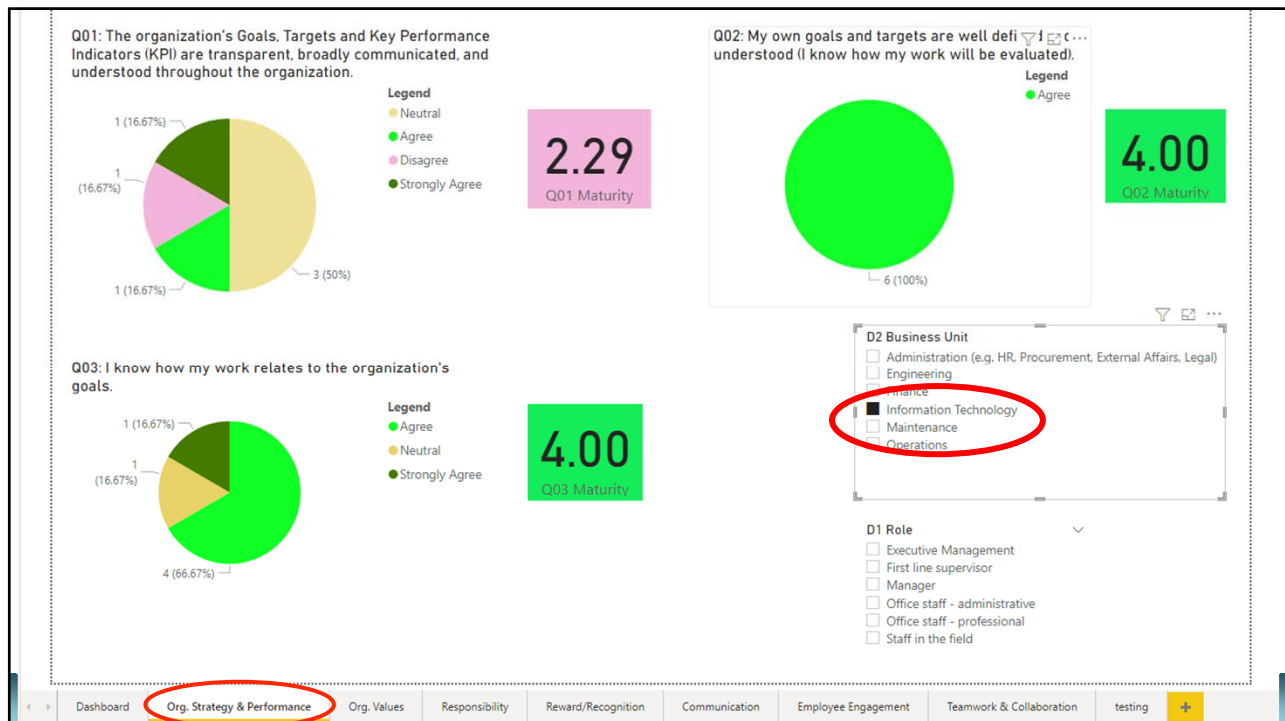 Q01: The organization's Goals, Targets and Key Performance
Indicators (KPI) are transparent, broadly communicated, and
understood throughout the organization.
Legend
Neutral
Agree
Disagree
Strongly Agree
1 (16.67%)
1
(16.67%)
1 (16.67%)
3 (50%)
2.29
Q01 Maturity
Q02: My own goals and targets are well defi
understood (I know how my work will be evaluated).
Legend
Agree
6 (100%)
4.00
Q02 Maturity
Q03: I know how my work relates to the organization's
goals.
Legend
Agree
Neutral
Strongly Agree
1 (16.67%)
1
(16.67%)
4 (66.67%)
4.00
Q03 Maturity
D2 Business Unit
Administration (e.g. HR, Procurement, External Affairs, Legal)
Engineering
Finance
Information Technology
Maintenance
Operations
D1 Role
Executive Management
First line supervisor
Manager
Office staff - administrative
Office staff - professional
Staff in the field
Dashboard
Org. Strategy & Performance
Org. Values
Responsibility
Reward/Recognition
Communication
Employee Engagement
Teamwork & Collaboration
testing
+